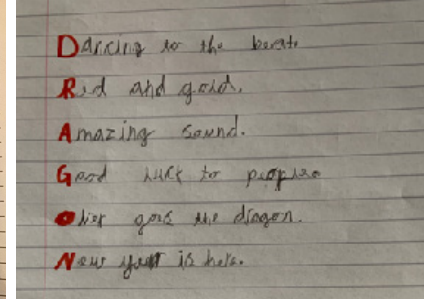 Dancing to the beat.
Red and gold.
Amazing sound.
Good luck to people
goes the dragon.
New year is here.